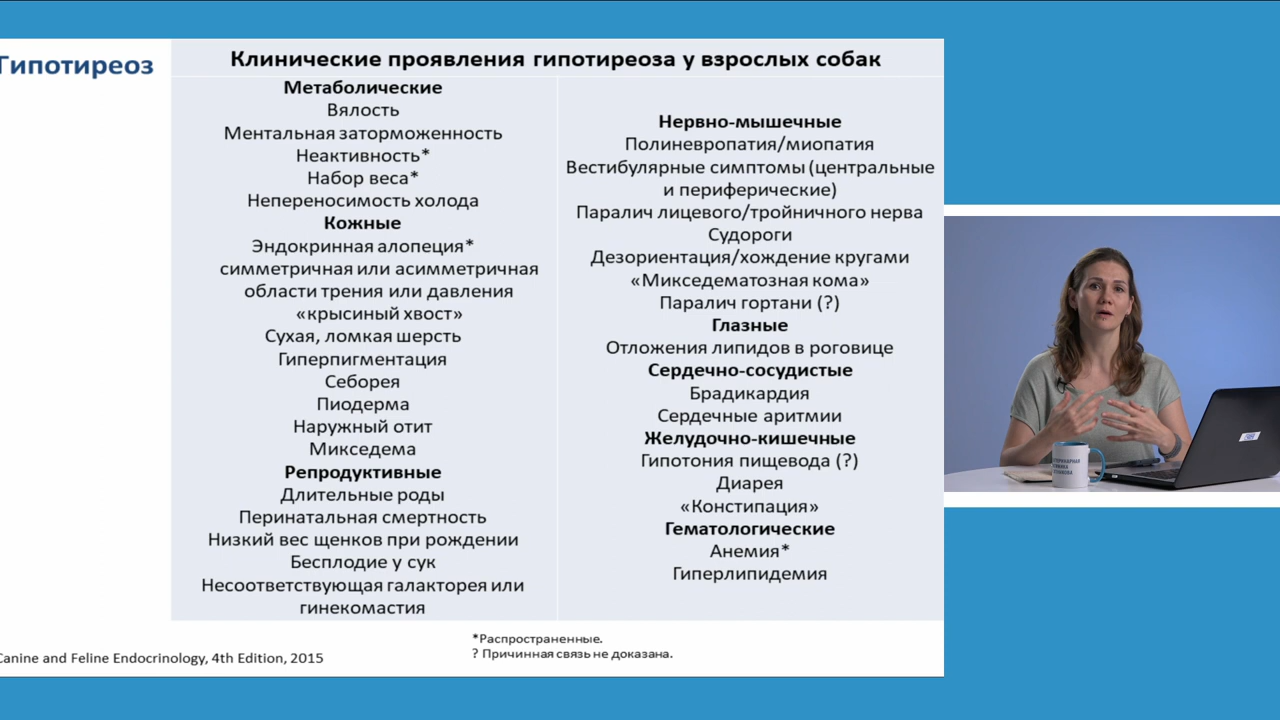 Гипотиреоз
Клинические проявления гипотиреоза у взрослых собак
Метаболические
Вялость
Ментальная заторможенность
Неактивность*
Набор веса*
Непереносимость холода
Кожные
Эндокринная алопеция*
симметричная или асимметричная
области трения или давления
«крысиный хвост»
Сухая, ломкая шерсть
Гиперпигментация
Себорея
Пиодерма
Наружный отит
Микседема
Репродуктивные
Длительные роды
Перинатальная смертность
Низкий вес щенков при рождении
Бесплодие у сук
Несоответствующая галакторея или
гинекомастия
Нервно-мышечные
Полиневропатия/миопатия
Вестибулярные симптомы (центральные
и периферические)
Паралич лицевого/тройничного нерва
Судороги
Дезориентация/хождение кругами
«Микседематозная кома»
Паралич гортани (?)
Глазные
Отложения липидов в роговице
Сердечно-сосудистые
Брадикардия
Сердечные аритмии
Желудочно-кишечные
Гипотония пищевода (?)
Диарея
«Констипация»
Гематологические
Анемия*
Гиперлипидемия
*Распространенные.
? Причинная связь не доказана.
Canine and Feline Endocrinology, 4th Edition, 2015